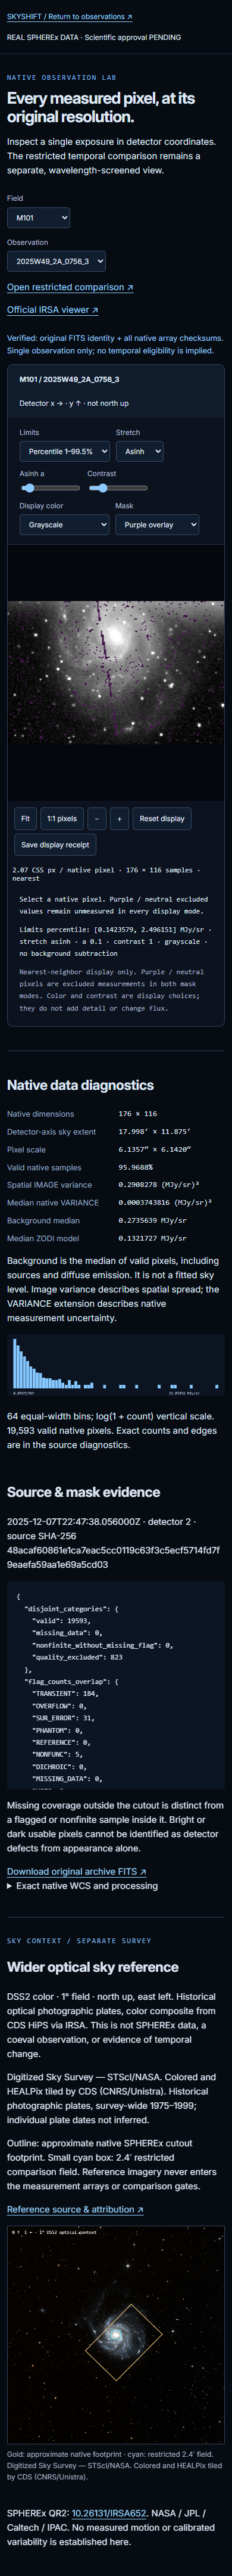 SKYSHIFT / Return to observations ↗
REAL SPHEREx DATA · Scientific approval PENDING
NATIVE OBSERVATION LAB
Every measured pixel, at its
original resolution.
Inspect a single exposure in detector coordinates.
The restricted temporal comparison remains a
separate, wavelength-screened view.
Field
M101
Observation
2025W49_2A_0756_3
Open restricted comparison ↗
Official IRSA viewer ↗
Verified: original FITS identity + all native array checksums.
Single observation only; no temporal eligibility is implied.
M101 / 2025W49_2A_0756_3
Detector x → · y ↑ · not north up
Limits Stretch
Percentile 1–99.5% Asinh
Asinh a Contrast
Display color Mask
Grayscale Purple overlay
Fit 1:1 pixels − + Reset display
Save display receipt
2.07 CSS px / native pixel · 176 × 116 samples ·
nearest
Select a native pixel. Purple / neutral excluded
values remain unmeasured in every display mode.
Limits percentile: [0.1423579, 2.496151] MJy/sr ·
stretch asinh · a 0.1 · contrast 1 · grayscale ·
no background subtraction
Nearest-neighbor display only. Purple / neutral
pixels are excluded measurements in both mask
modes. Color and contrast are display choices;
they do not add detail or change flux.
Native data diagnostics
Native dimensions 176 × 116
Detector-axis sky extent 17.998′ × 11.875′
Pixel scale 6.1357″ × 6.1420″
Valid native samples 95.9688%
Spatial IMAGE variance 0.2908278 (MJy/sr)²
Median native VARIANCE 0.0003743816 (MJy/sr)²
Background median 0.2735639 MJy/sr
Median ZODI model 0.1321727 MJy/sr
Background is the median of valid pixels, including
sources and diffuse emission. It is not a fitted sky
level. Image variance describes spatial spread; the
VARIANCE extension describes native
measurement uncertainty.
64 equal-width bins; log(1 + count) vertical scale.
19,593 valid native pixels. Exact counts and edges
are in the source diagnostics.
Source & mask evidence
2025-12-07T22:47:38.056000Z · detector 2 ·
source SHA-256
48acaf60861e1ca7eac5cc0119c63f3c5ecf5714fd7f
9eaefa59aa1e69a5cd03
{
"disjoint_categories": {
"valid": 19593,
"missing_data": 0,
"nonfinite_without_missing_flag": 0,
"quality_excluded": 823
},
"flag_counts_overlap": {
"TRANSIENT": 184,
"OVERFLOW": 0,
"SUR_ERROR": 31,
"PHANTOM": 0,
"REFERENCE": 0,
"NONFUNC": 5,
"DICHROIC": 0,
"MISSING_DATA": 0,
Missing coverage outside the cutout is distinct from
a flagged or nonfinite sample inside it. Bright or
dark usable pixels cannot be identified as detector
defects from appearance alone.
Download original archive FITS ↗
▶ Exact native WCS and processing
SKY CONTEXT / SEPARATE SURVEY
Wider optical sky reference
DSS2 color · 1° field · north up, east left. Historical
optical photographic plates, color composite from
CDS HiPS via IRSA. This is not SPHEREx data, a
coeval observation, or evidence of temporal
change.
Digitized Sky Survey — STScI/NASA. Colored and
HEALPix tiled by CDS (CNRS/Unistra). Historical
photographic plates, survey-wide 1975–1999;
individual plate dates not inferred.
Outline: approximate native SPHEREx cutout
footprint. Small cyan box: 2.4′ restricted
comparison field. Reference imagery never enters
the measurement arrays or comparison gates.
Reference source & attribution ↗
N ↑ E ← · 1° DSS2 optical context
Gold: approximate native footprint · cyan: restricted 2.4′ field.
Digitized Sky Survey — STScI/NASA. Colored and HEALPix tiled
by CDS (CNRS/Unistra).
SPHEREx QR2: 10.26131/IRSA652. NASA / JPL /
Caltech / IPAC. No measured motion or calibrated
variability is established here.